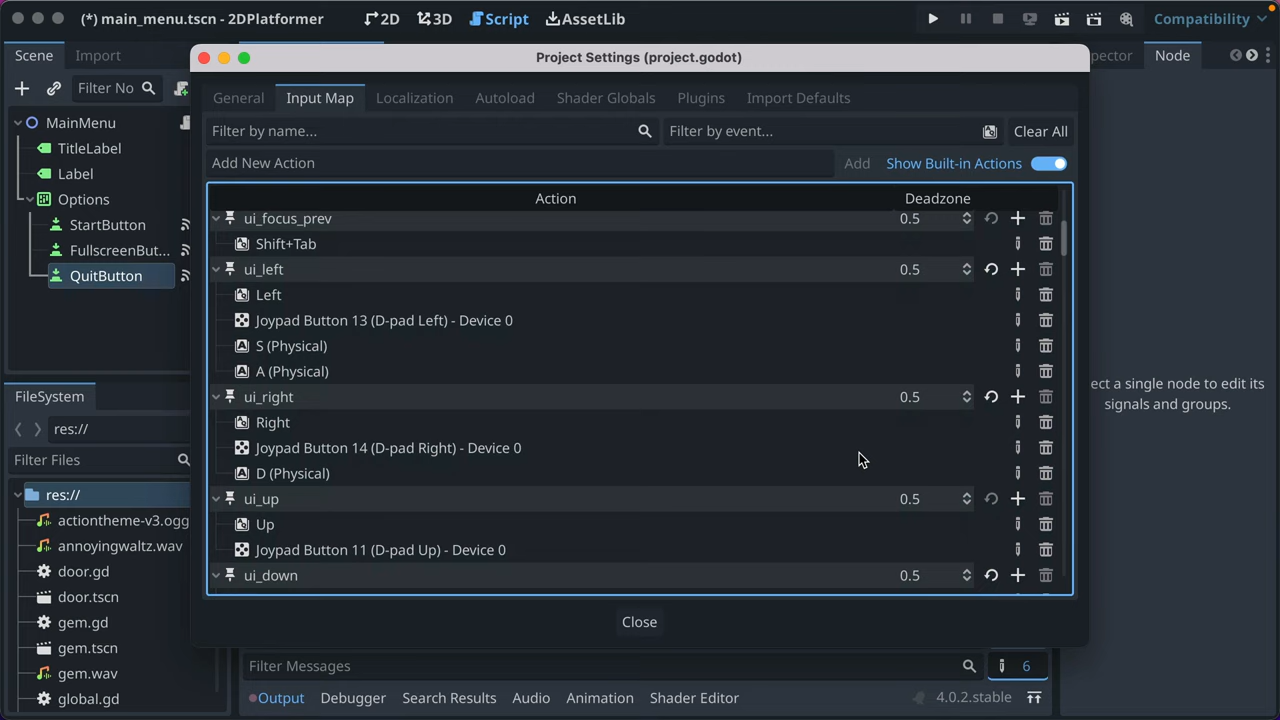 (*) main_menu.tscn - 2DPlatformer
2D
3D
Script
AssetLib
Compatibility
Scene
Import
Project Settings (project.godot)
pector
Node
Filter No
General
Input Map
Localization
Autoload
Shader Globals
Plugins
Import Defaults
MainMenu
Filter by name...
Filter by event...
Clear All
TitleLabel
Add New Action
Add
Show Built-in Actions
Label
Options
Action
Deadzone
StartButton
ui_focus_prev
0.5
FullscreenBut...
Shift+Tab
QuitButton
ui_left
0.5
Left
Joypad Button 13 (D-pad Left) - Device 0
S (Physical)
A (Physical)
ect a single node to edit its
signals and groups.
FileSystem
ui_right
0.5
res://
Right
Filter Files
Joypad Button 14 (D-pad Right) - Device 0
D (Physical)
res://
ui_up
0.5
actiontheme-v3.ogg
Up
annoyingwaltz.wav
Joypad Button 11 (D-pad Up) - Device 0
door.gd
ui_down
0.5
door.tscn
gem.gd
Close
gem.tscn
gem.wav
Filter Messages
6
global.gd
Output
Debugger
Search Results
Audio
Animation
Shader Editor
4.0.2.stable